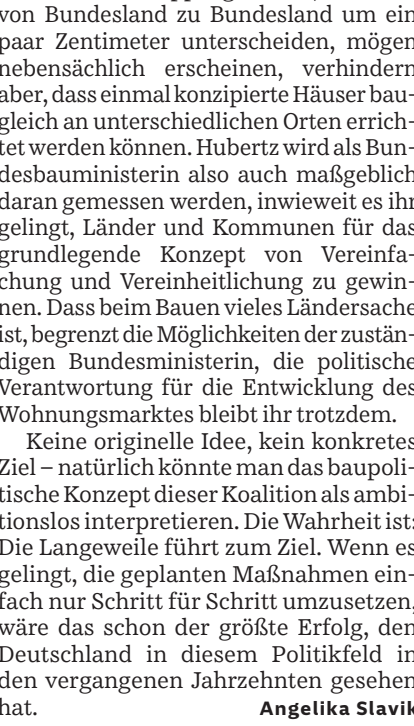 von Bundesland zu Bundesland um ein
paar Zentimeter unterscheiden, mögen
nebensächlich erscheinen, verhindern
aber, dass einmal konzipierte Häuser bau-
gleich an unterschiedlichen Orten errich-
tet werden können. Hubertz wird als Bun-
desbauministerin also auch maßgeblich
daran gemessen werden, inwieweit es ihr
gelingt, Länder und Kommunen für das
grundlegende Konzept von Vereinfa-
chung und Vereinheitlichung zu gewin-
nen. Dass beim Bauen vieles Ländersache
ist, begrenzt die Möglichkeiten der zustän-
digen Bundesministerin, die politische
Verantwortung für die Entwicklung des
Wohnungsmarktes bleibt ihr trotzdem.
Keine originelle Idee, kein konkretes
Ziel – natürlich könnte man das baupoli-
tische Konzept dieser Koalition als ambi-
tionslos interpretieren. Die Wahrheit ist:
Die Langeweile führt zum Ziel. Wenn es
gelingt, die geplanten Maßnahmen ein-
fach nur Schritt für Schritt umzusetzen,
wäre das schon der größte Erfolg, den
Deutschland in diesem Politikfeld in
den vergangenen Jahrzehnten gesehen
hat. Angelika Slavik